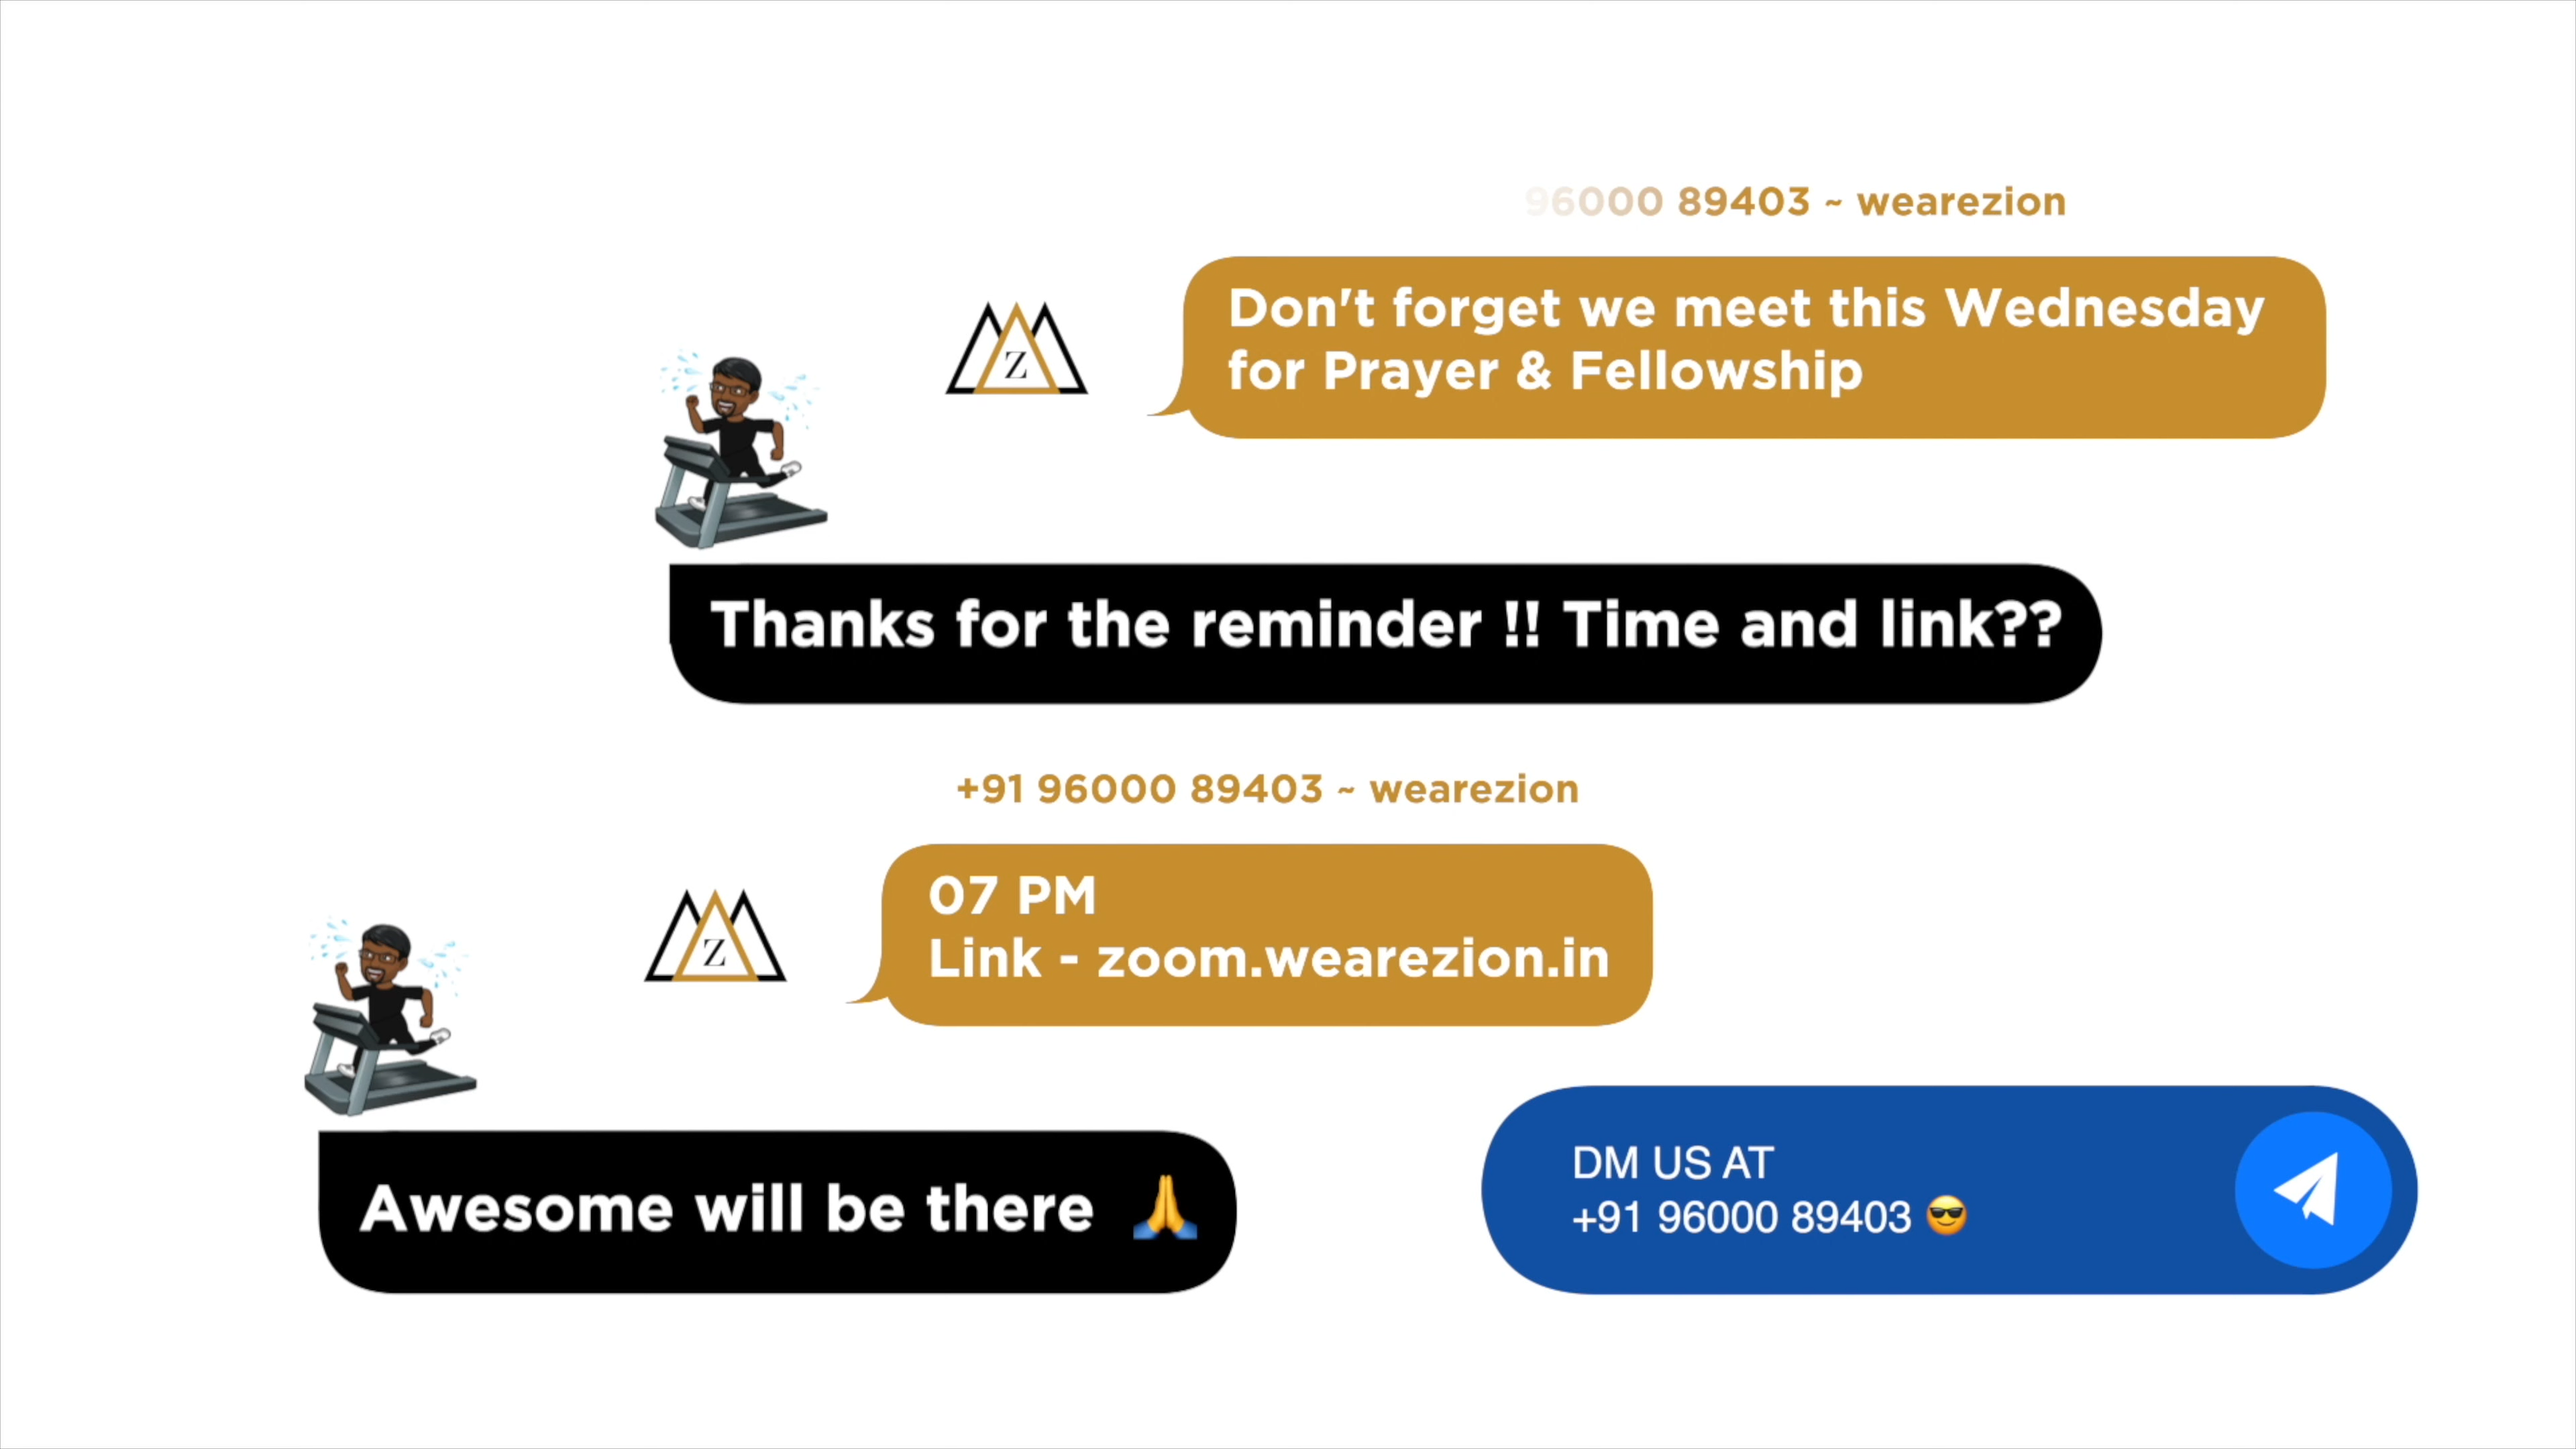 96000 89403 ~ wearezion
Don't forget we meet this Wednesday
for Prayer & Fellowship
Z
Thanks for the reminder !! Time and link??
+91 96000 89403 ~ wearezion
07 PM
Link - zoom.wearezion.in
Z
Awesome will be there 🙏
DM US AT
+91 96000 89403 😎